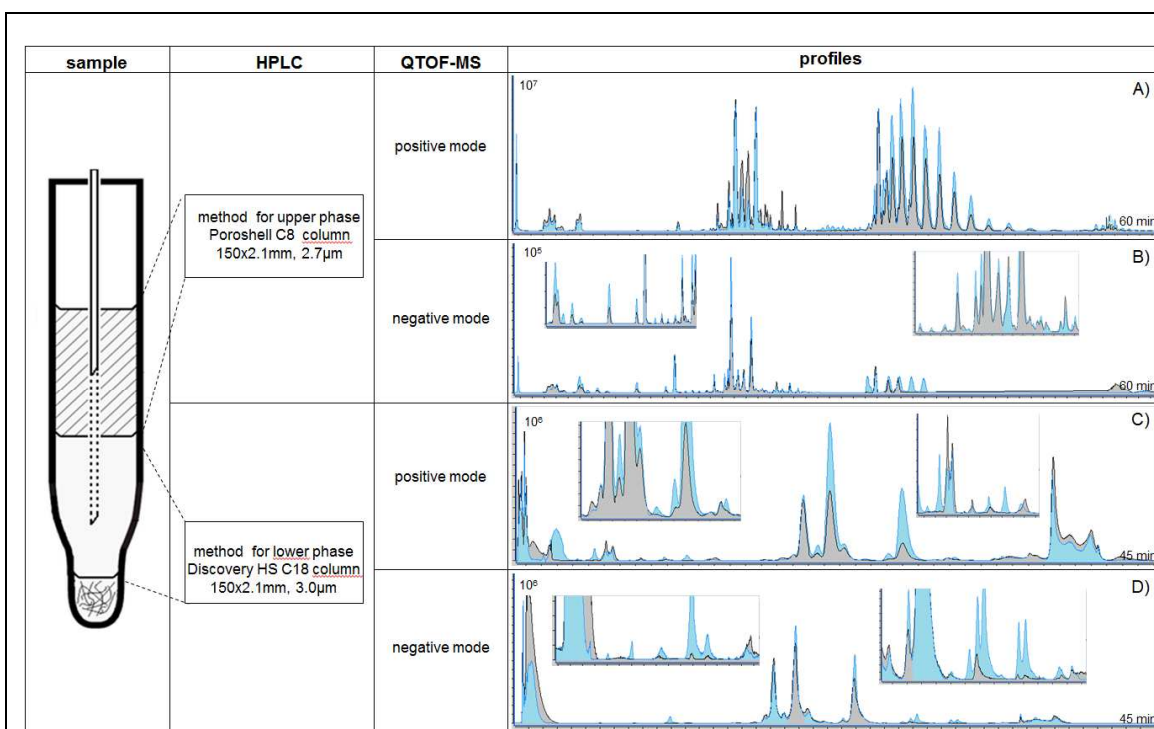 sample
HPLC
QTOF-MS
profiles
method for upper phase
Poroshell C8 column
150x2.1mm, 2.7µm
method for lower phase
Discovery HS C18 column
150x2.1mm, 3.0µm
positive mode
10⁷
A)
60 min
negative mode
10⁵
B)
60 min
positive mode
10⁶
C)
45 min
negative mode
10⁶
D)
45 min